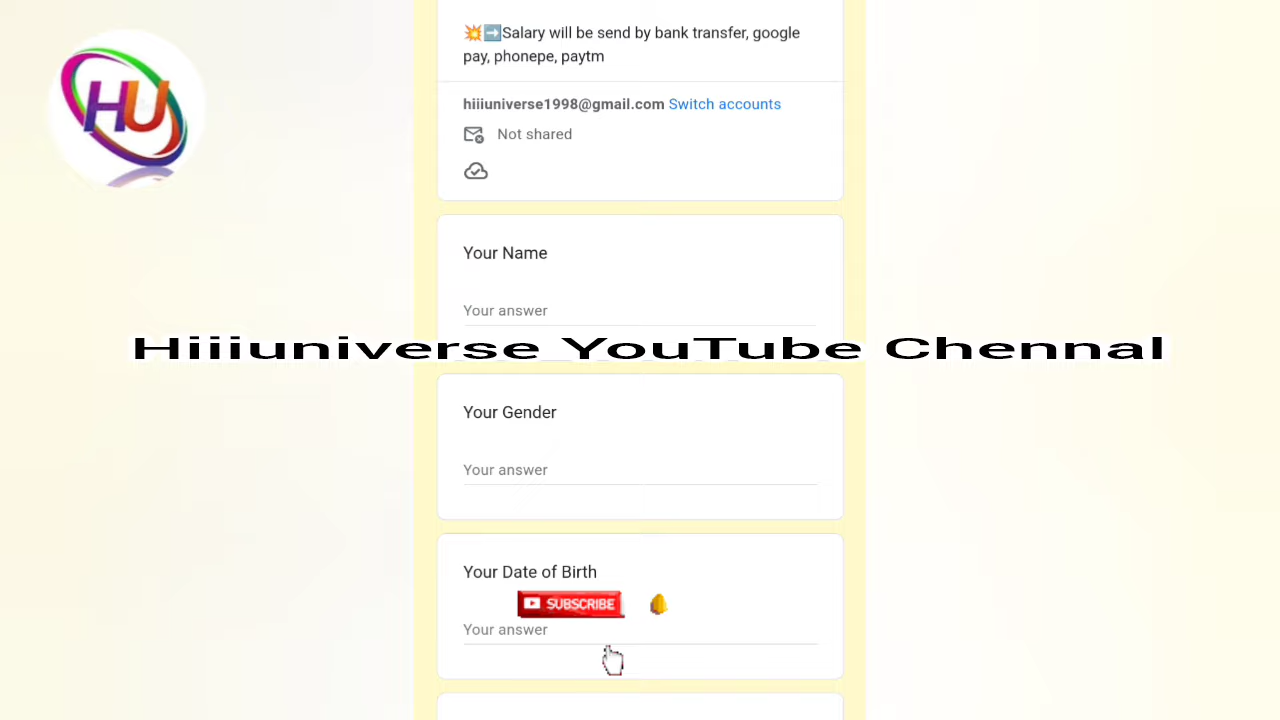 HU
💥➡️Salary will be send by bank transfer, google
pay, phonepe, paytm
hiiiuniverse1998@gmail.com Switch accounts
Not shared
Your Name
Your answer
Hiiiuniverse YouTube Chennal
Your Gender
Your answer
Your Date of Birth
SUBSCRIBE
Your answer